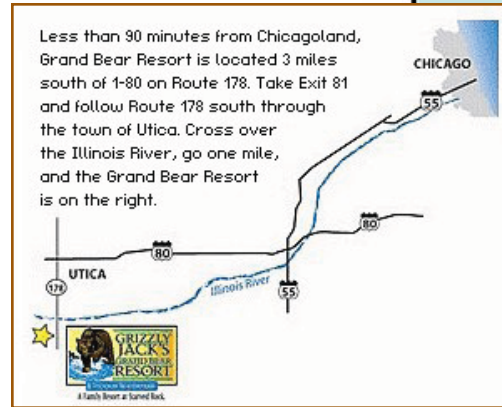 Less than 90 minutes from Chicagoland,
Grand Bear Resort is located 3 miles
south of 1-80 on Route 178. Take Exit 81
and follow Route 178 south through
the town of Utica. Cross over
the Illinois River, go one mile,
and the Grand Bear Resort
is on the right.
CHICAGO
55
80
80
UTICA
178
Illinois River
55
GRIZZLY
JACK'S
GRAND BEAR
RESORT
A Family Resort at Starved Rock.